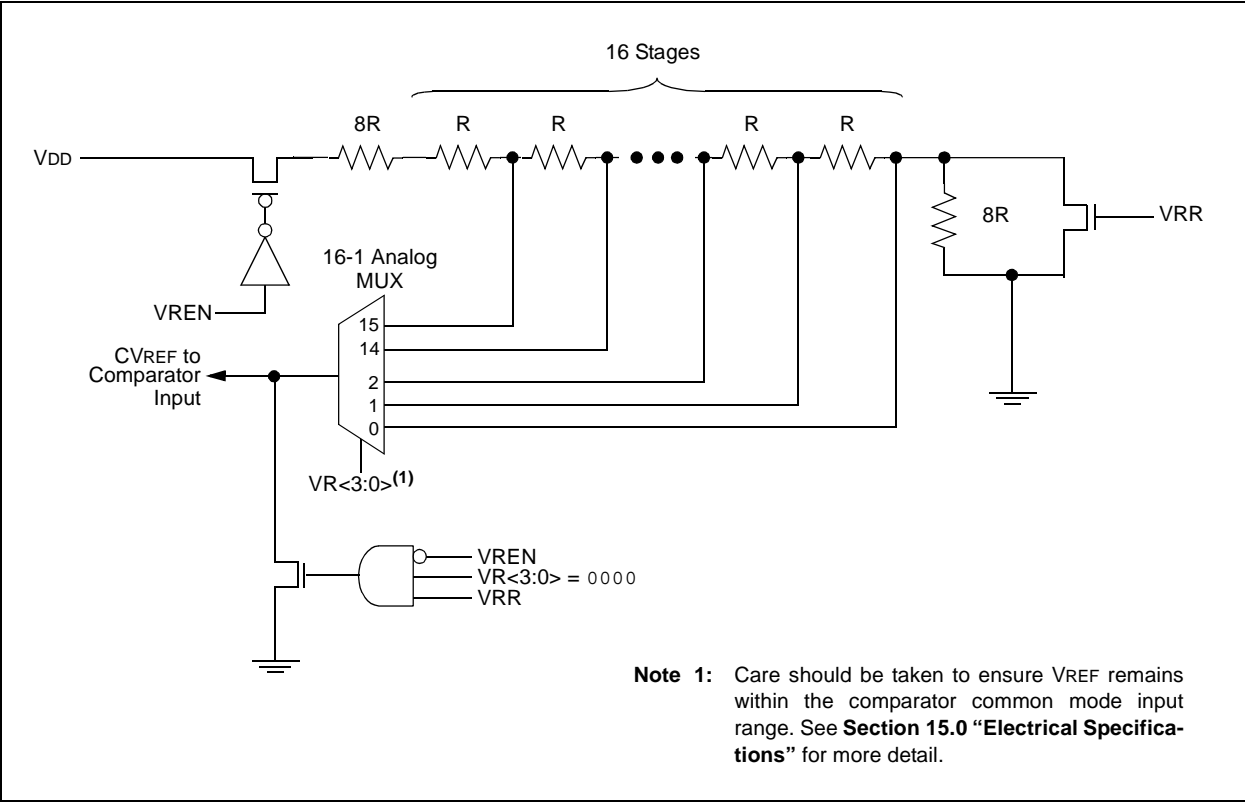 16 Stages
8R R R R R
VDD
8R
VRR
16-1 Analog
MUX
VREN
15
14
2
1
0
CVREF to
Comparator
Input
VR<3:0>(1)
VREN
VR<3:0> = 0000
VRR
Note 1: Care should be taken to ensure VREF remains
within the comparator common mode input
range. See Section 15.0 “Electrical Specifica-
tions” for more detail.